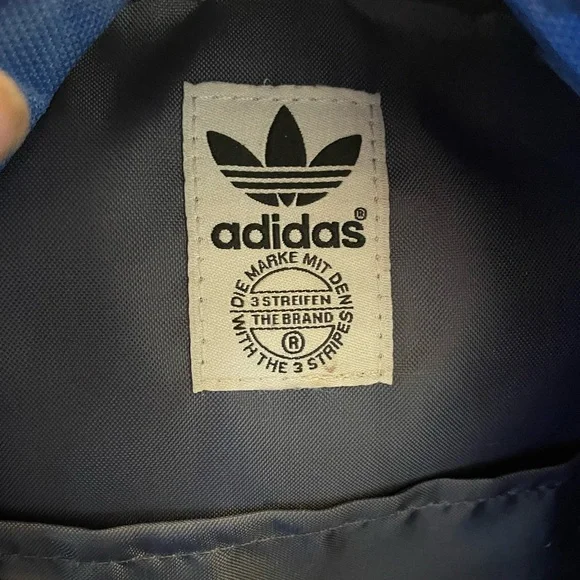 adidas®
DIE MARKE MIT DEN
3 STREIFEN
THE BRAND
®
WITH THE 3 STRIPES